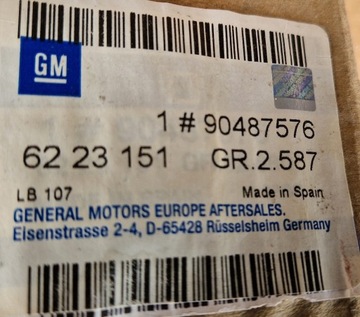 GM
1 # 90487576
62 23 151 GR.2.587
LB 107 Made in Spain
GENERAL MOTORS EUROPE AFTERSALES.
Eisenstrasse 2-4, D-65428 Rüsselsheim Germany